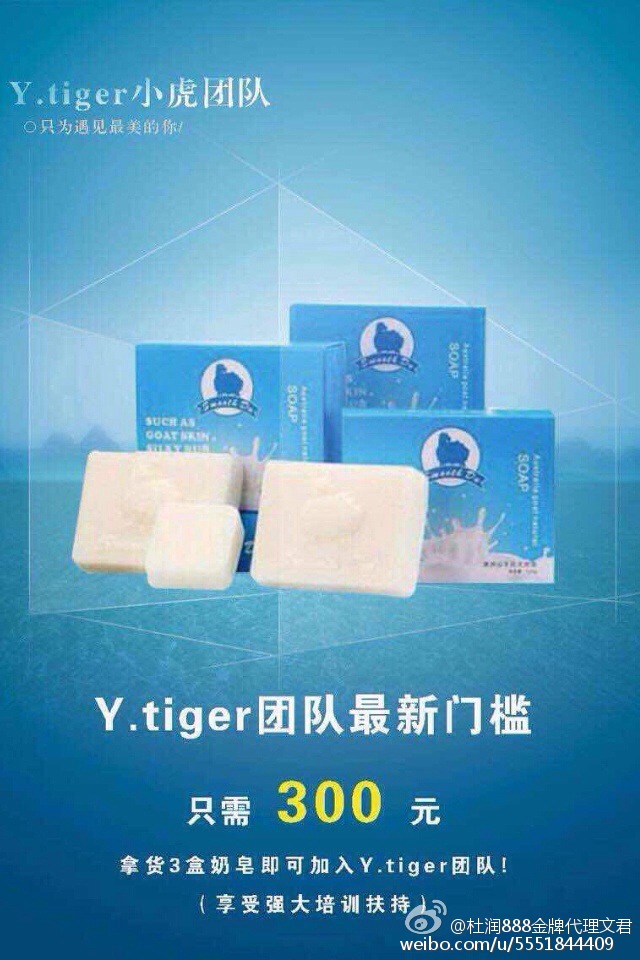 Y.tiger小虎团队
○只为遇见最美的你/
SOAP
SUCH AS
GOAT SKIN,
SOAP
SOAP
Y.tiger团队最新门槛
只需 300 元
拿货3盒奶皂即可加入Y.tiger团队!
(享受强大培训扶持)
@杜润888金牌代理文君
weibo.com/u/5551844409